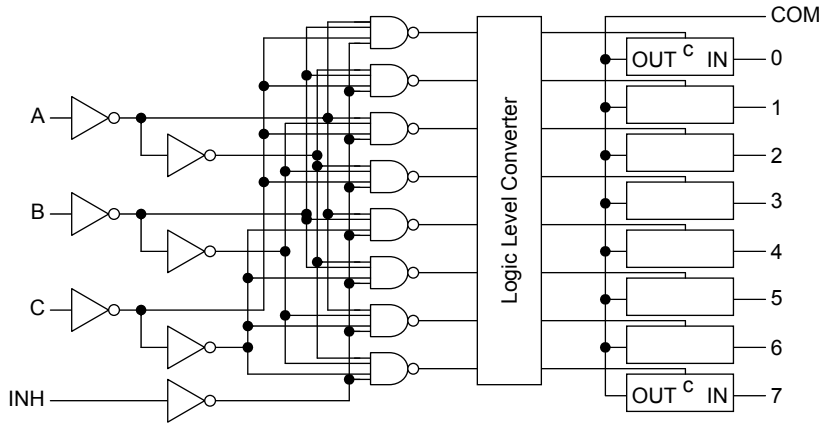 COM
OUT C IN
0
1
A
2
Logic Level Converter
3
B
4
5
C
6
INH
OUT C IN
7